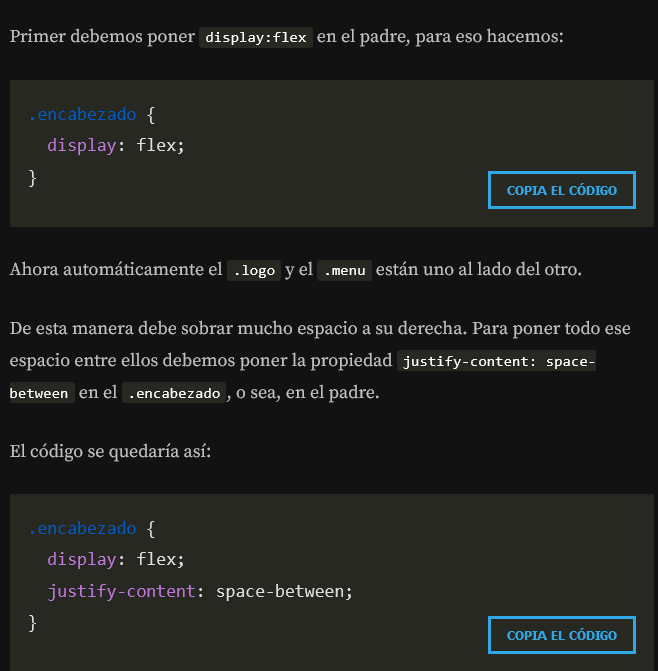 Primer debemos poner display:flex en el padre, para eso hacemos:
.encabezado {
  display: flex;
}
COPIA EL CÓDIGO
Ahora automáticamente el .logo y el .menu están uno al lado del otro.
De esta manera debe sobrar mucho espacio a su derecha. Para poner todo ese
espacio entre ellos debemos poner la propiedad justify-content: space-
between en el .encabezado, o sea, en el padre.
El código se quedaría así:
.encabezado {
  display: flex;
  justify-content: space-between;
}
COPIA EL CÓDIGO